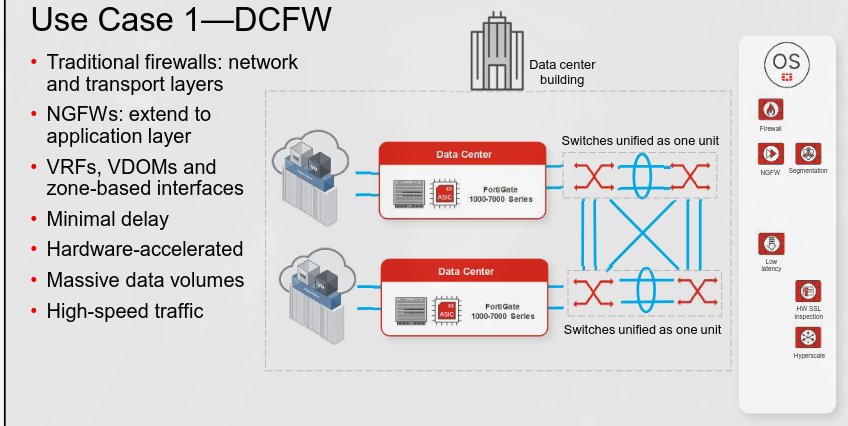 Use Case 1—DCFW
• Traditional firewalls: network
and transport layers
• NGFWs: extend to
application layer
• VRFs, VDOMs and
zone-based interfaces
• Minimal delay
• Hardware-accelerated
• Massive data volumes
• High-speed traffic
Data center
building
Switches unified as one unit
Data Center
ASIC
FortiGate
1000-7000 Series
Data Center
ASIC
FortiGate
1000-7000 Series
Switches unified as one unit
OS
Firewall
NGFW
Segmentation
Low
latency
HW SSL
inspection
Hyperscale